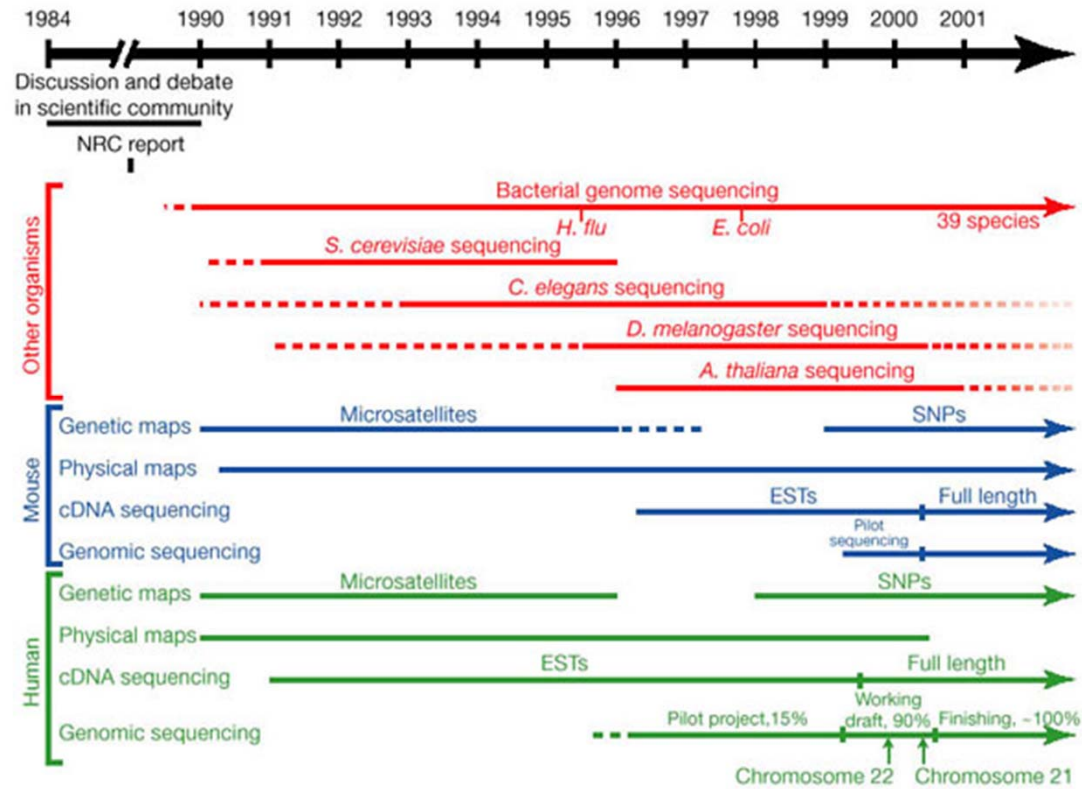 1984 1990 1991 1992 1993 1994 1995 1996 1997 1998 1999 2000 2001
Discussion and debate
in scientific community
NRC report
Other organisms
Bacterial genome sequencing
H. flu E. coli 39 species
S. cerevisiae sequencing
C. elegans sequencing
D. melanogaster sequencing
A. thaliana sequencing
Mouse
Genetic maps Microsatellites SNPs
Physical maps
cDNA sequencing ESTs Full length
Pilot
sequencing
Genomic sequencing
Human
Genetic maps Microsatellites SNPs
Physical maps
cDNA sequencing ESTs Full length
Genomic sequencing Pilot project,15% Working
draft, 90% Finishing, ~100%
Chromosome 22 Chromosome 21